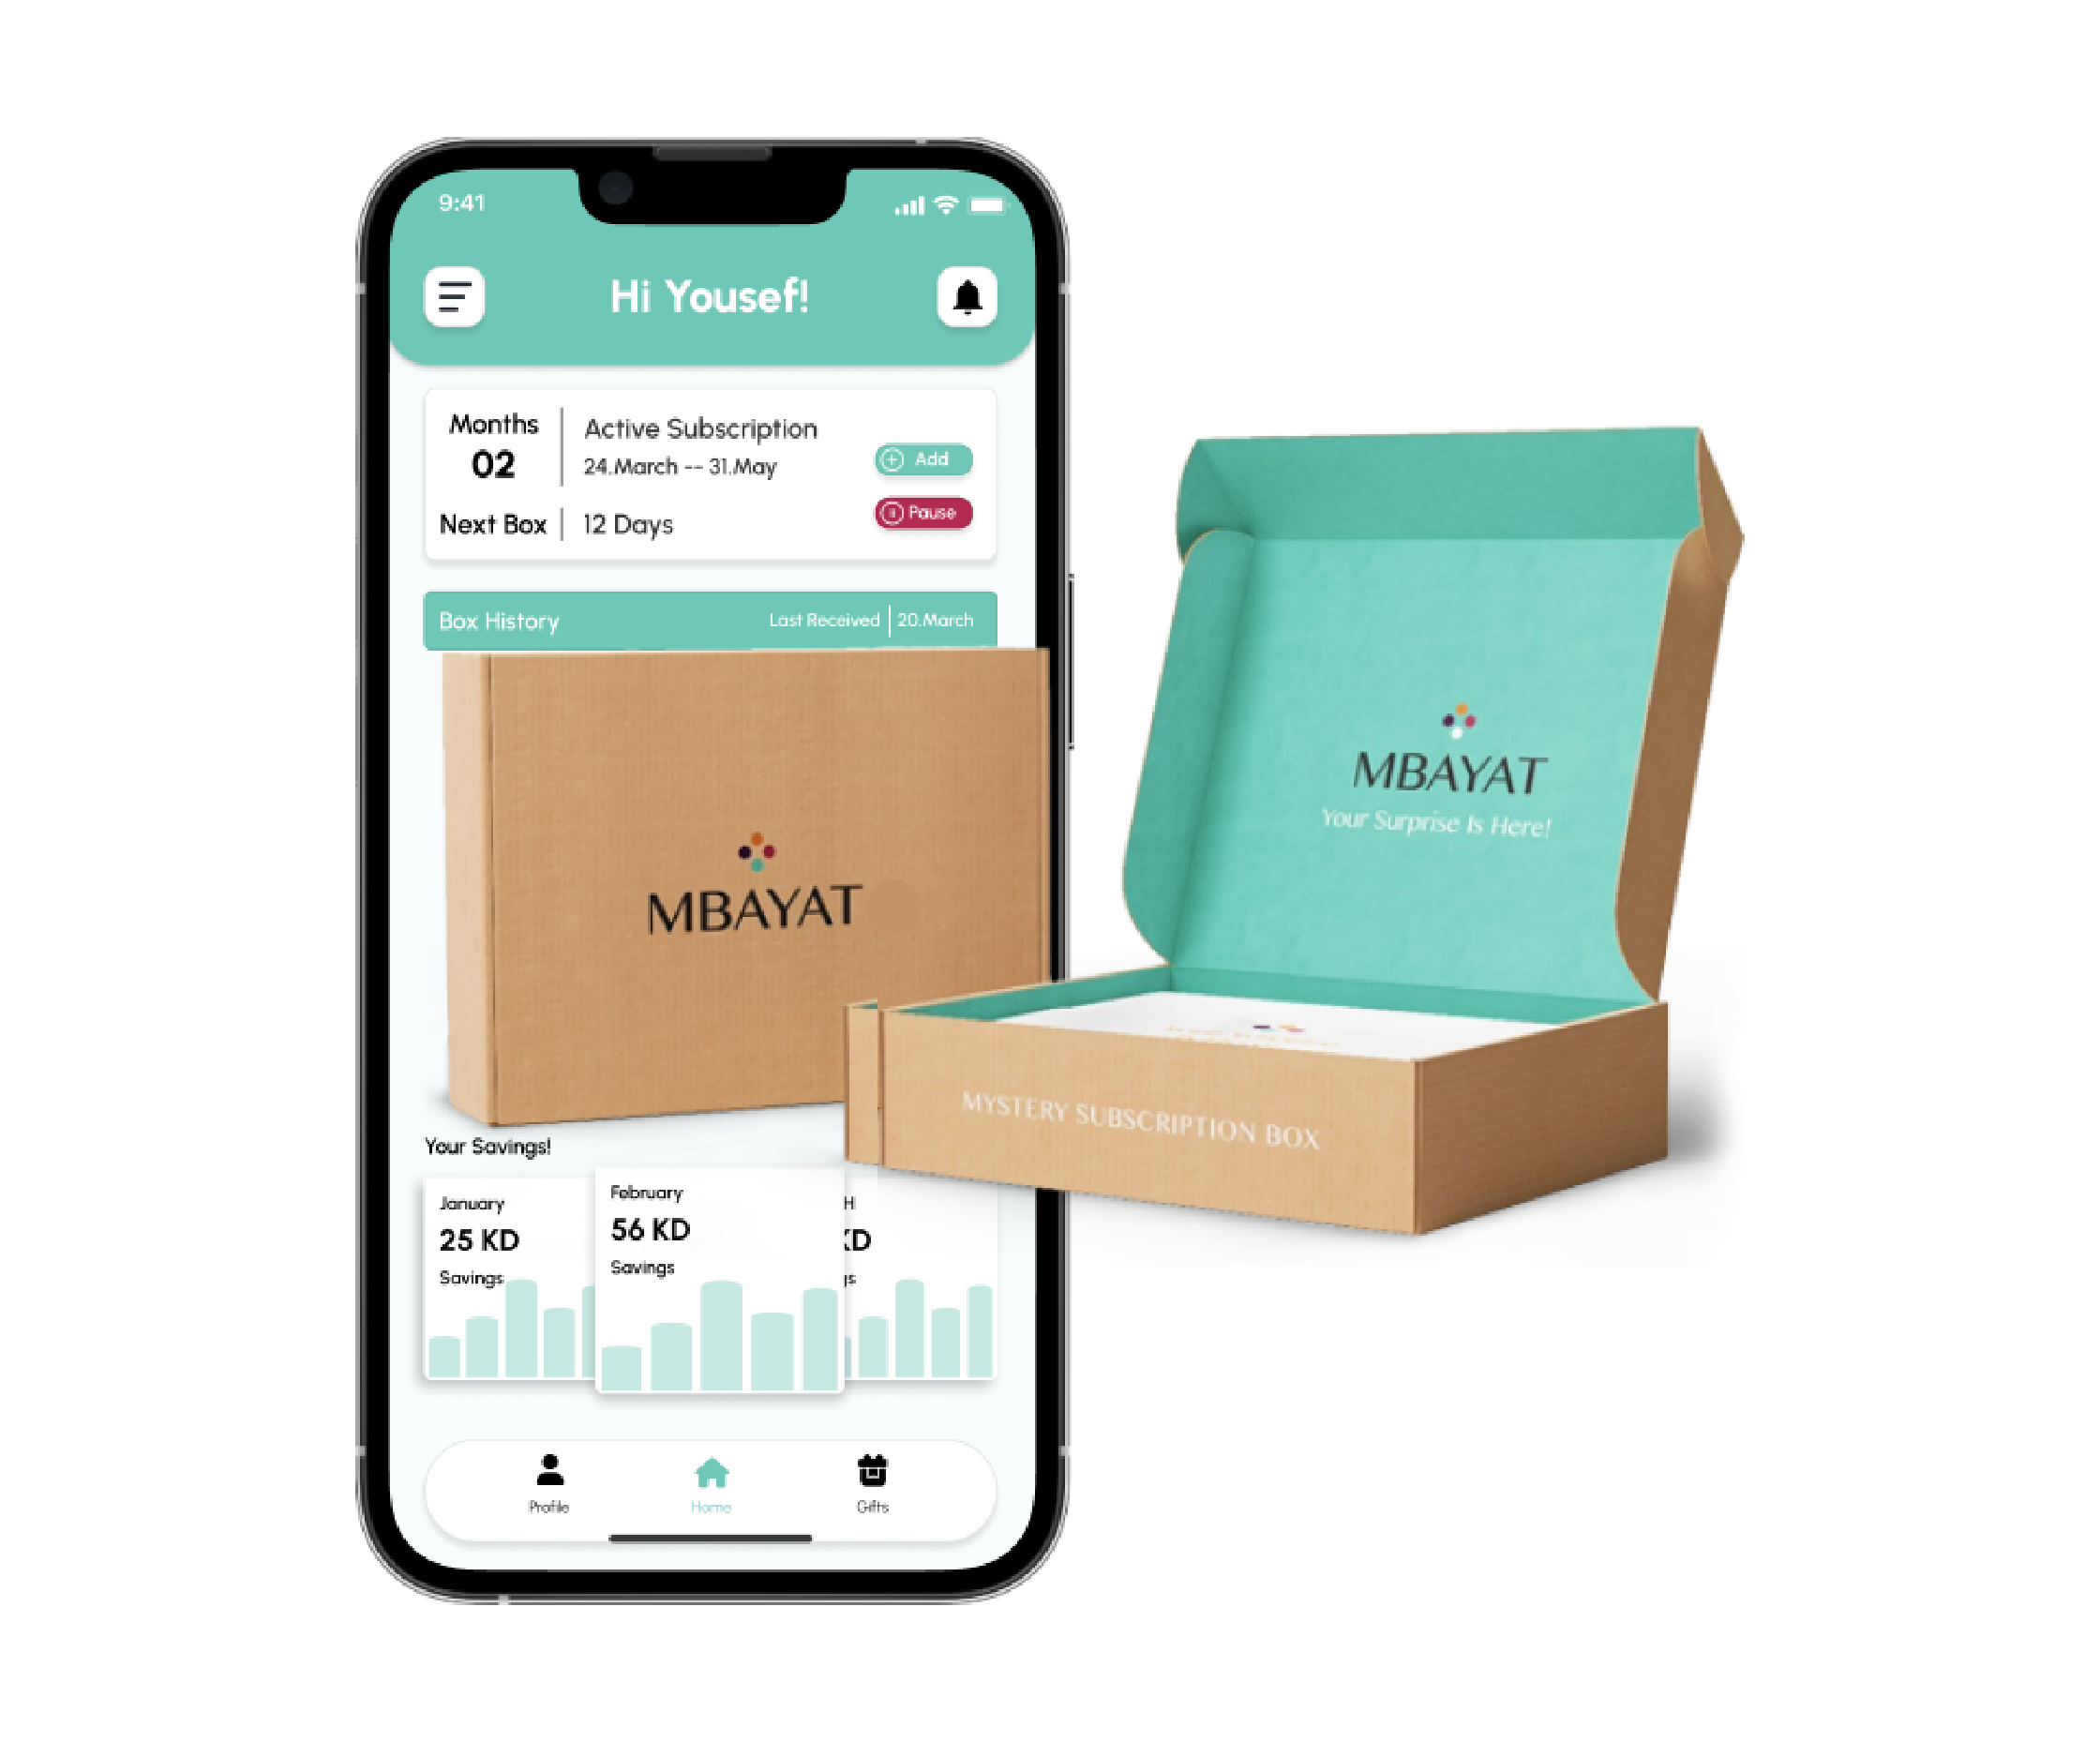 9:41
Hi Yousef!
Months
02
Active Subscription
24.March -- 31.May
Add
Pause
Next Box
12 Days
Box History
Last Received
20.March
MBAYAT
MBAYAT
Your Surprise Is Here!
MYSTERY SUBSCRIPTION BOX
Your Savings!
January
25 KD
Savings
February
56 KD
Savings
Profile
Home
Gifts